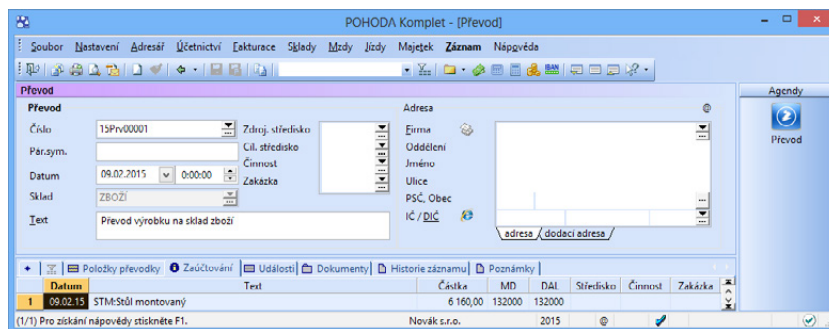 POHODA Komplet - [Převod]
Soubor Nastavení Adresář Účetnictví Fakturace Sklady Mzdy Jízdy Majetek Záznam Nápověda
Převod
Agendy
Převod
Adresa @
Číslo 15Prv00001 Zdroj. středisko Firma
Převod
Pár.sym. Cíl. středisko Oddělení
Činnost Jméno
Datum 09.02.2015 0:00:00 Zakázka Ulice
Sklad ZBOŽÍ PSČ, Obec
IČ / DIČ
Text Převod výrobku na sklad zboží
adresa dodací adresa
Položky převodky Zaúčtování Události Dokumenty Historie záznamu Poznámky
Datum Text Částka MD DAL Středisko Činnost Zakázka
1 09.02.15 STM:Stůl montovaný 6 160,00 132000 132000
(1/1) Pro získání nápovědy stiskněte F1. Novák s.r.o. 2015 @